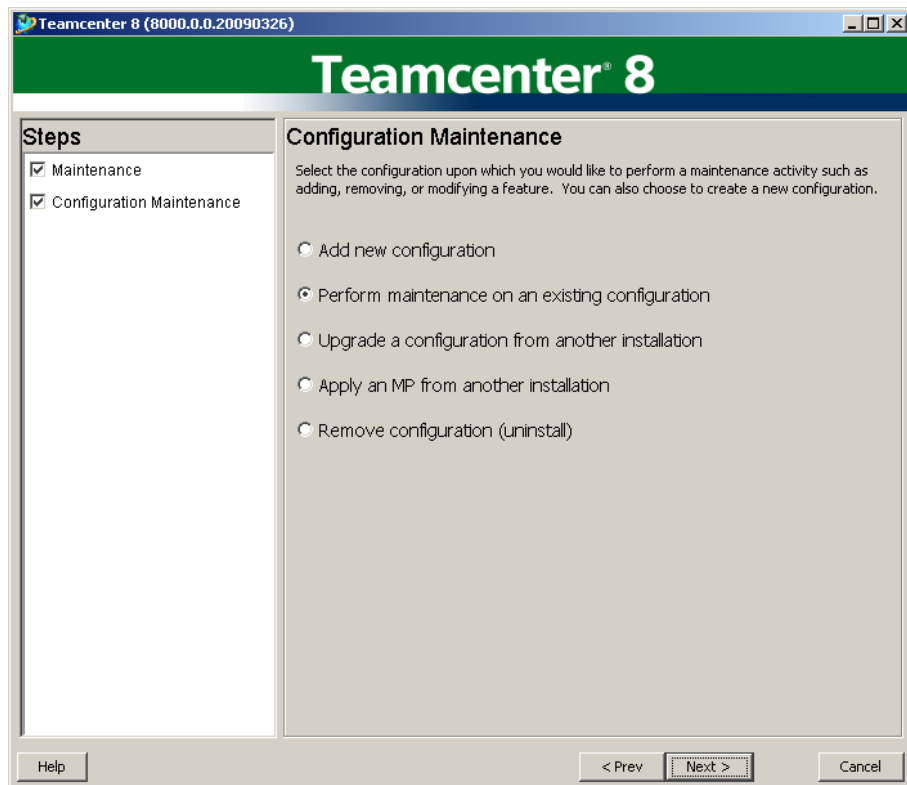 Teamcenter 8 (8000.0.0.20090326)
Teamcenter® 8
Steps
Maintenance
Configuration Maintenance
Configuration Maintenance
Select the configuration upon which you would like to perform a maintenance activity such as
adding, removing, or modifying a feature. You can also choose to create a new configuration.
Add new configuration
Perform maintenance on an existing configuration
Upgrade a configuration from another installation
Apply an MP from another installation
Remove configuration (uninstall)
Help
< Prev
Next >
Cancel